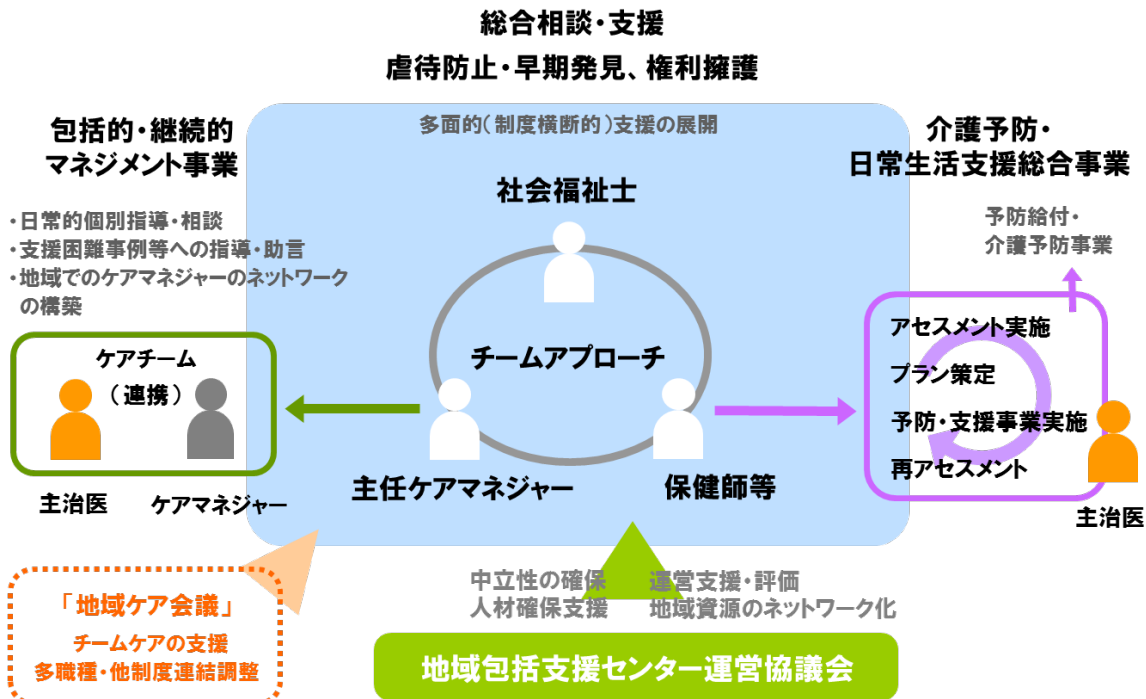 総合相談・支援
虐待防止・早期発見、権利擁護
包括的・継続的
マネジメント事業
・日常的個別指導・相談
・支援困難事例等への指導・助言
・地域でのケアマネジャーのネットワーク
の構築
ケアチーム
（連携）
主治医
ケアマネジャー
多面的（制度横断的）支援の展開
社会福祉士
チームアプローチ
主任ケアマネジャー
保健師等
介護予防・
日常生活支援総合事業
予防給付・
介護予防事業
アセスメント実施
プラン策定
予防・支援事業実施
再アセスメント
主治医
「地域ケア会議」
チームケアの支援
多職種・他制度連結調整
中立性の確保
人材確保支援
運営支援・評価
地域資源のネットワーク化
地域包括支援センター運営協議会